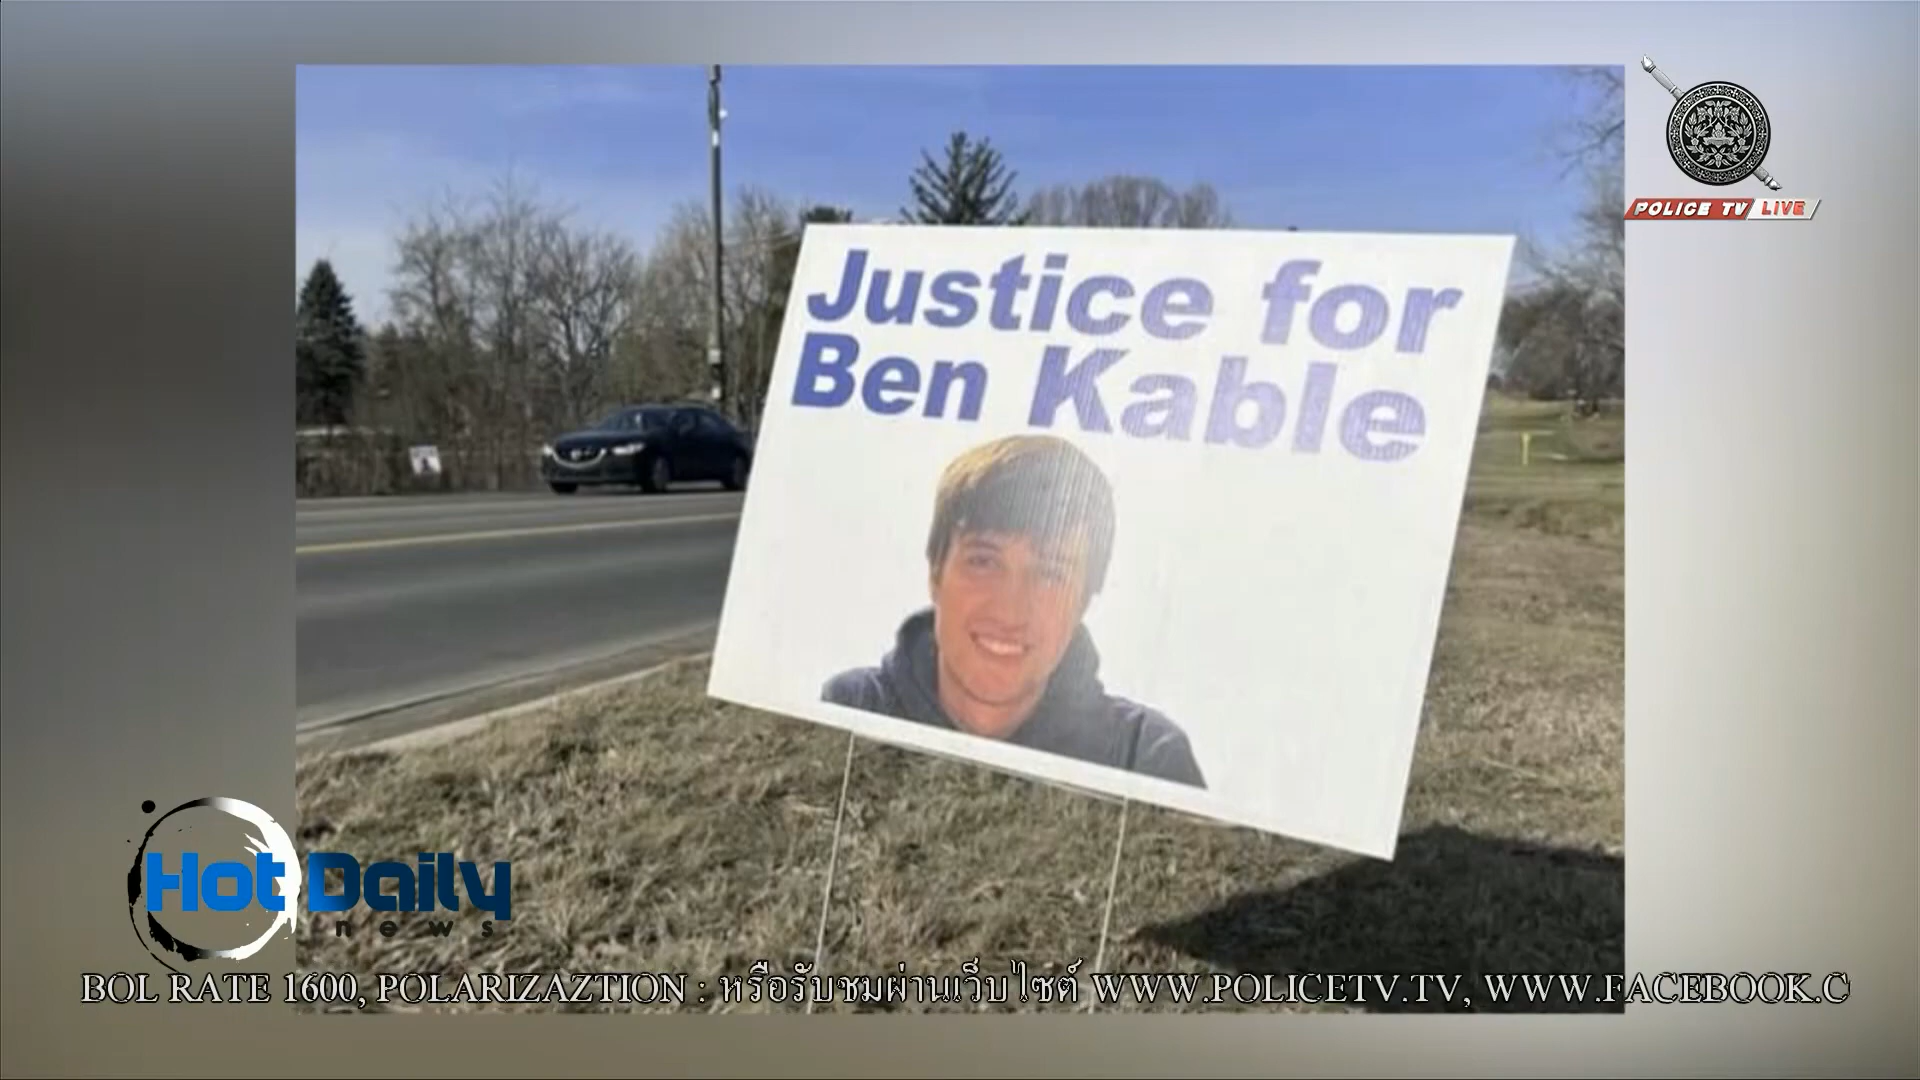 POLICE TV LIVE
Justice for
Ben Kable
Hot Daily
news
BOL RATE 1600, POLARIZAZTION : หรือรับชมผ่านเว็บไซต์ WWW.POLICETV.TV, WWW.FACEBOOK.C